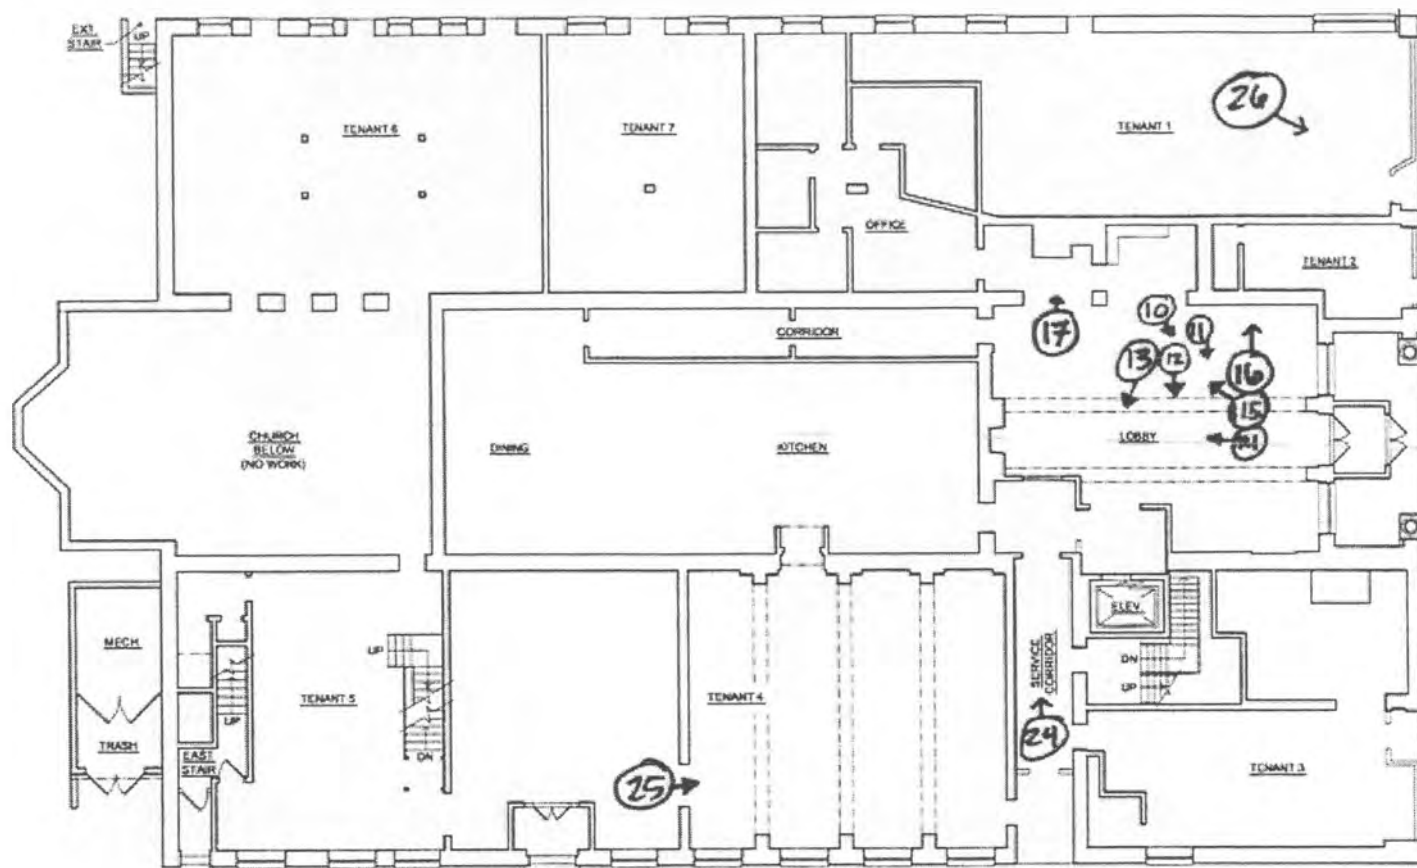 EXT.
STAIR
UP
TENANT 6
TENANT 7
TENANT 1
26
OFFICE
TENANT 2
CORRIDOR
17
10
11
13
12
16
15
CHURCH
BELOW
(NO WORK)
DINING
KITCHEN
LOBBY
MECH.
UP
ELEV.
SERVICE
CORRIDOR
DN
UP
TENANT 5
TENANT 4
UP
TRASH
EAST
STAIR
DN
25
TENANT 3